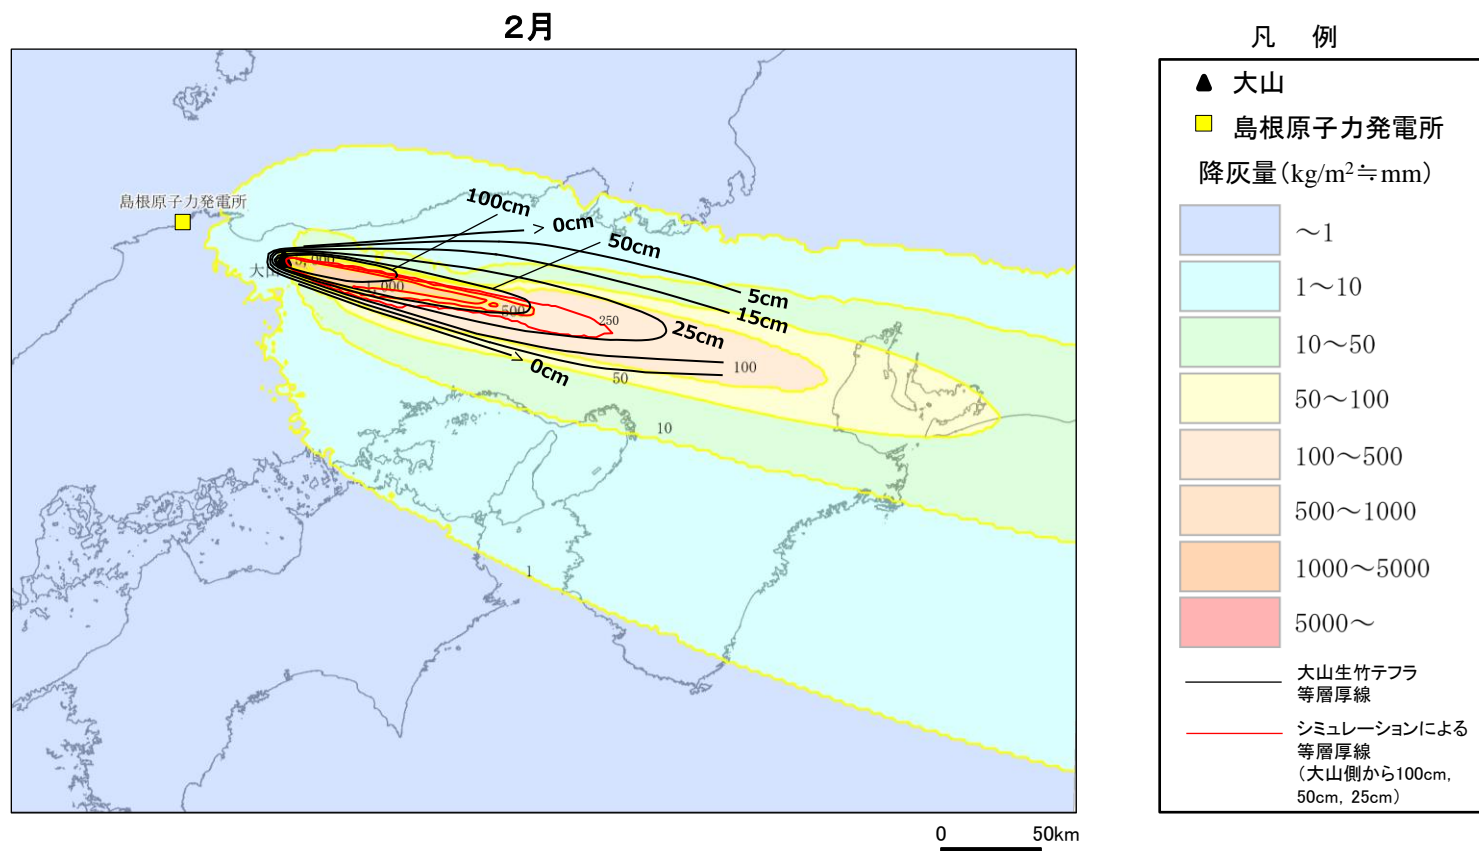 2月
凡 例
大山
島根原子力発電所
降灰量(kg/m²≒mm)
~1
1~10
10~50
50~100
100~500
500~1000
1000~5000
5000~
大山生竹テフラ
等層厚線
シミュレーションによる
等層厚線
(大山側から100cm,
50cm, 25cm)
島根原子力発電所
100cm
> 0cm
50cm
大山
5,000
1,000
500
250
5cm
15cm
25cm
> 0cm
100
50
10
1
0 50km